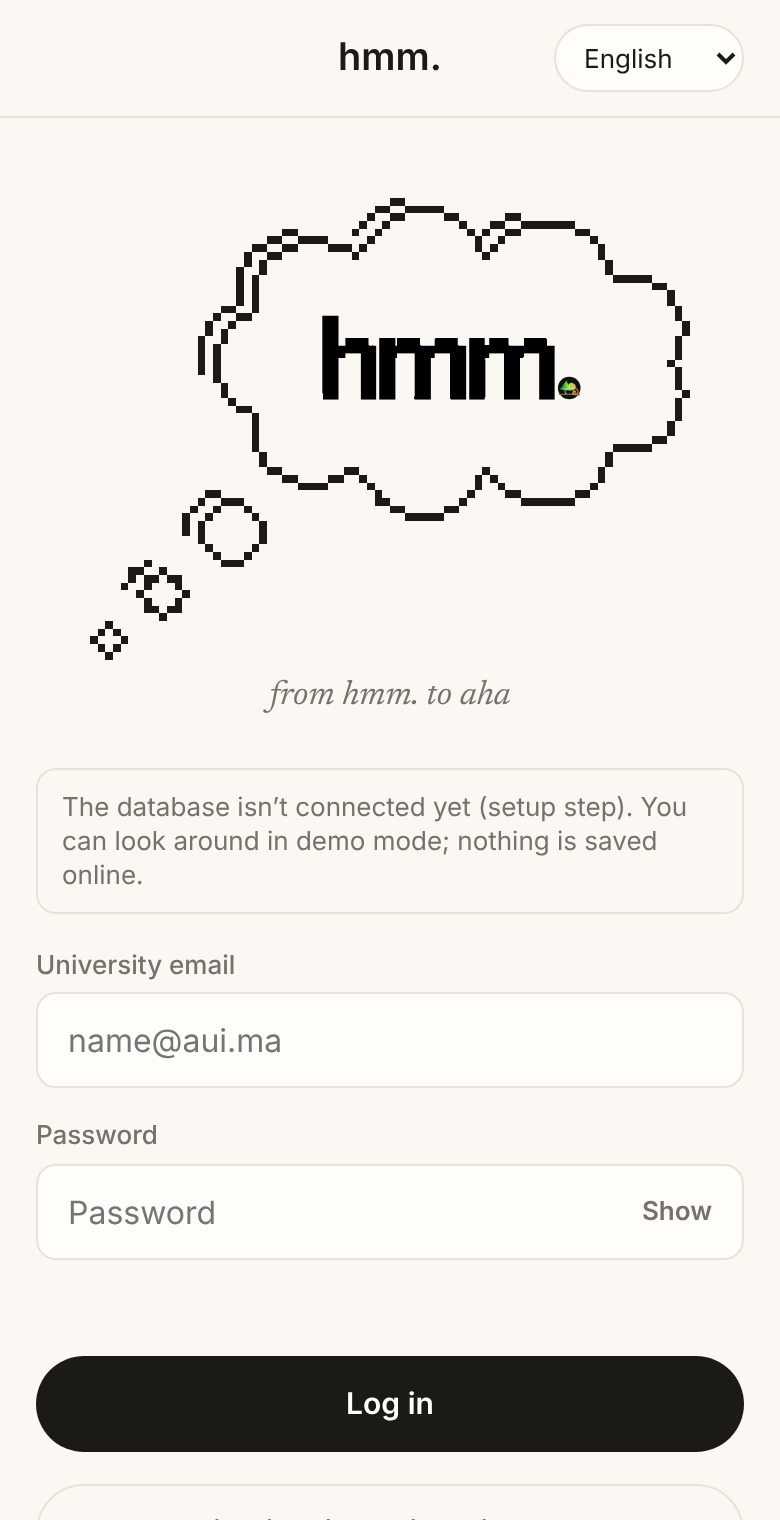 hmm.
English
hmm.
from hmm. to aha
The database isn’t connected yet (setup step). You
can look around in demo mode; nothing is saved
online.
University email
name@aui.ma
Password
Password
Show
Log in